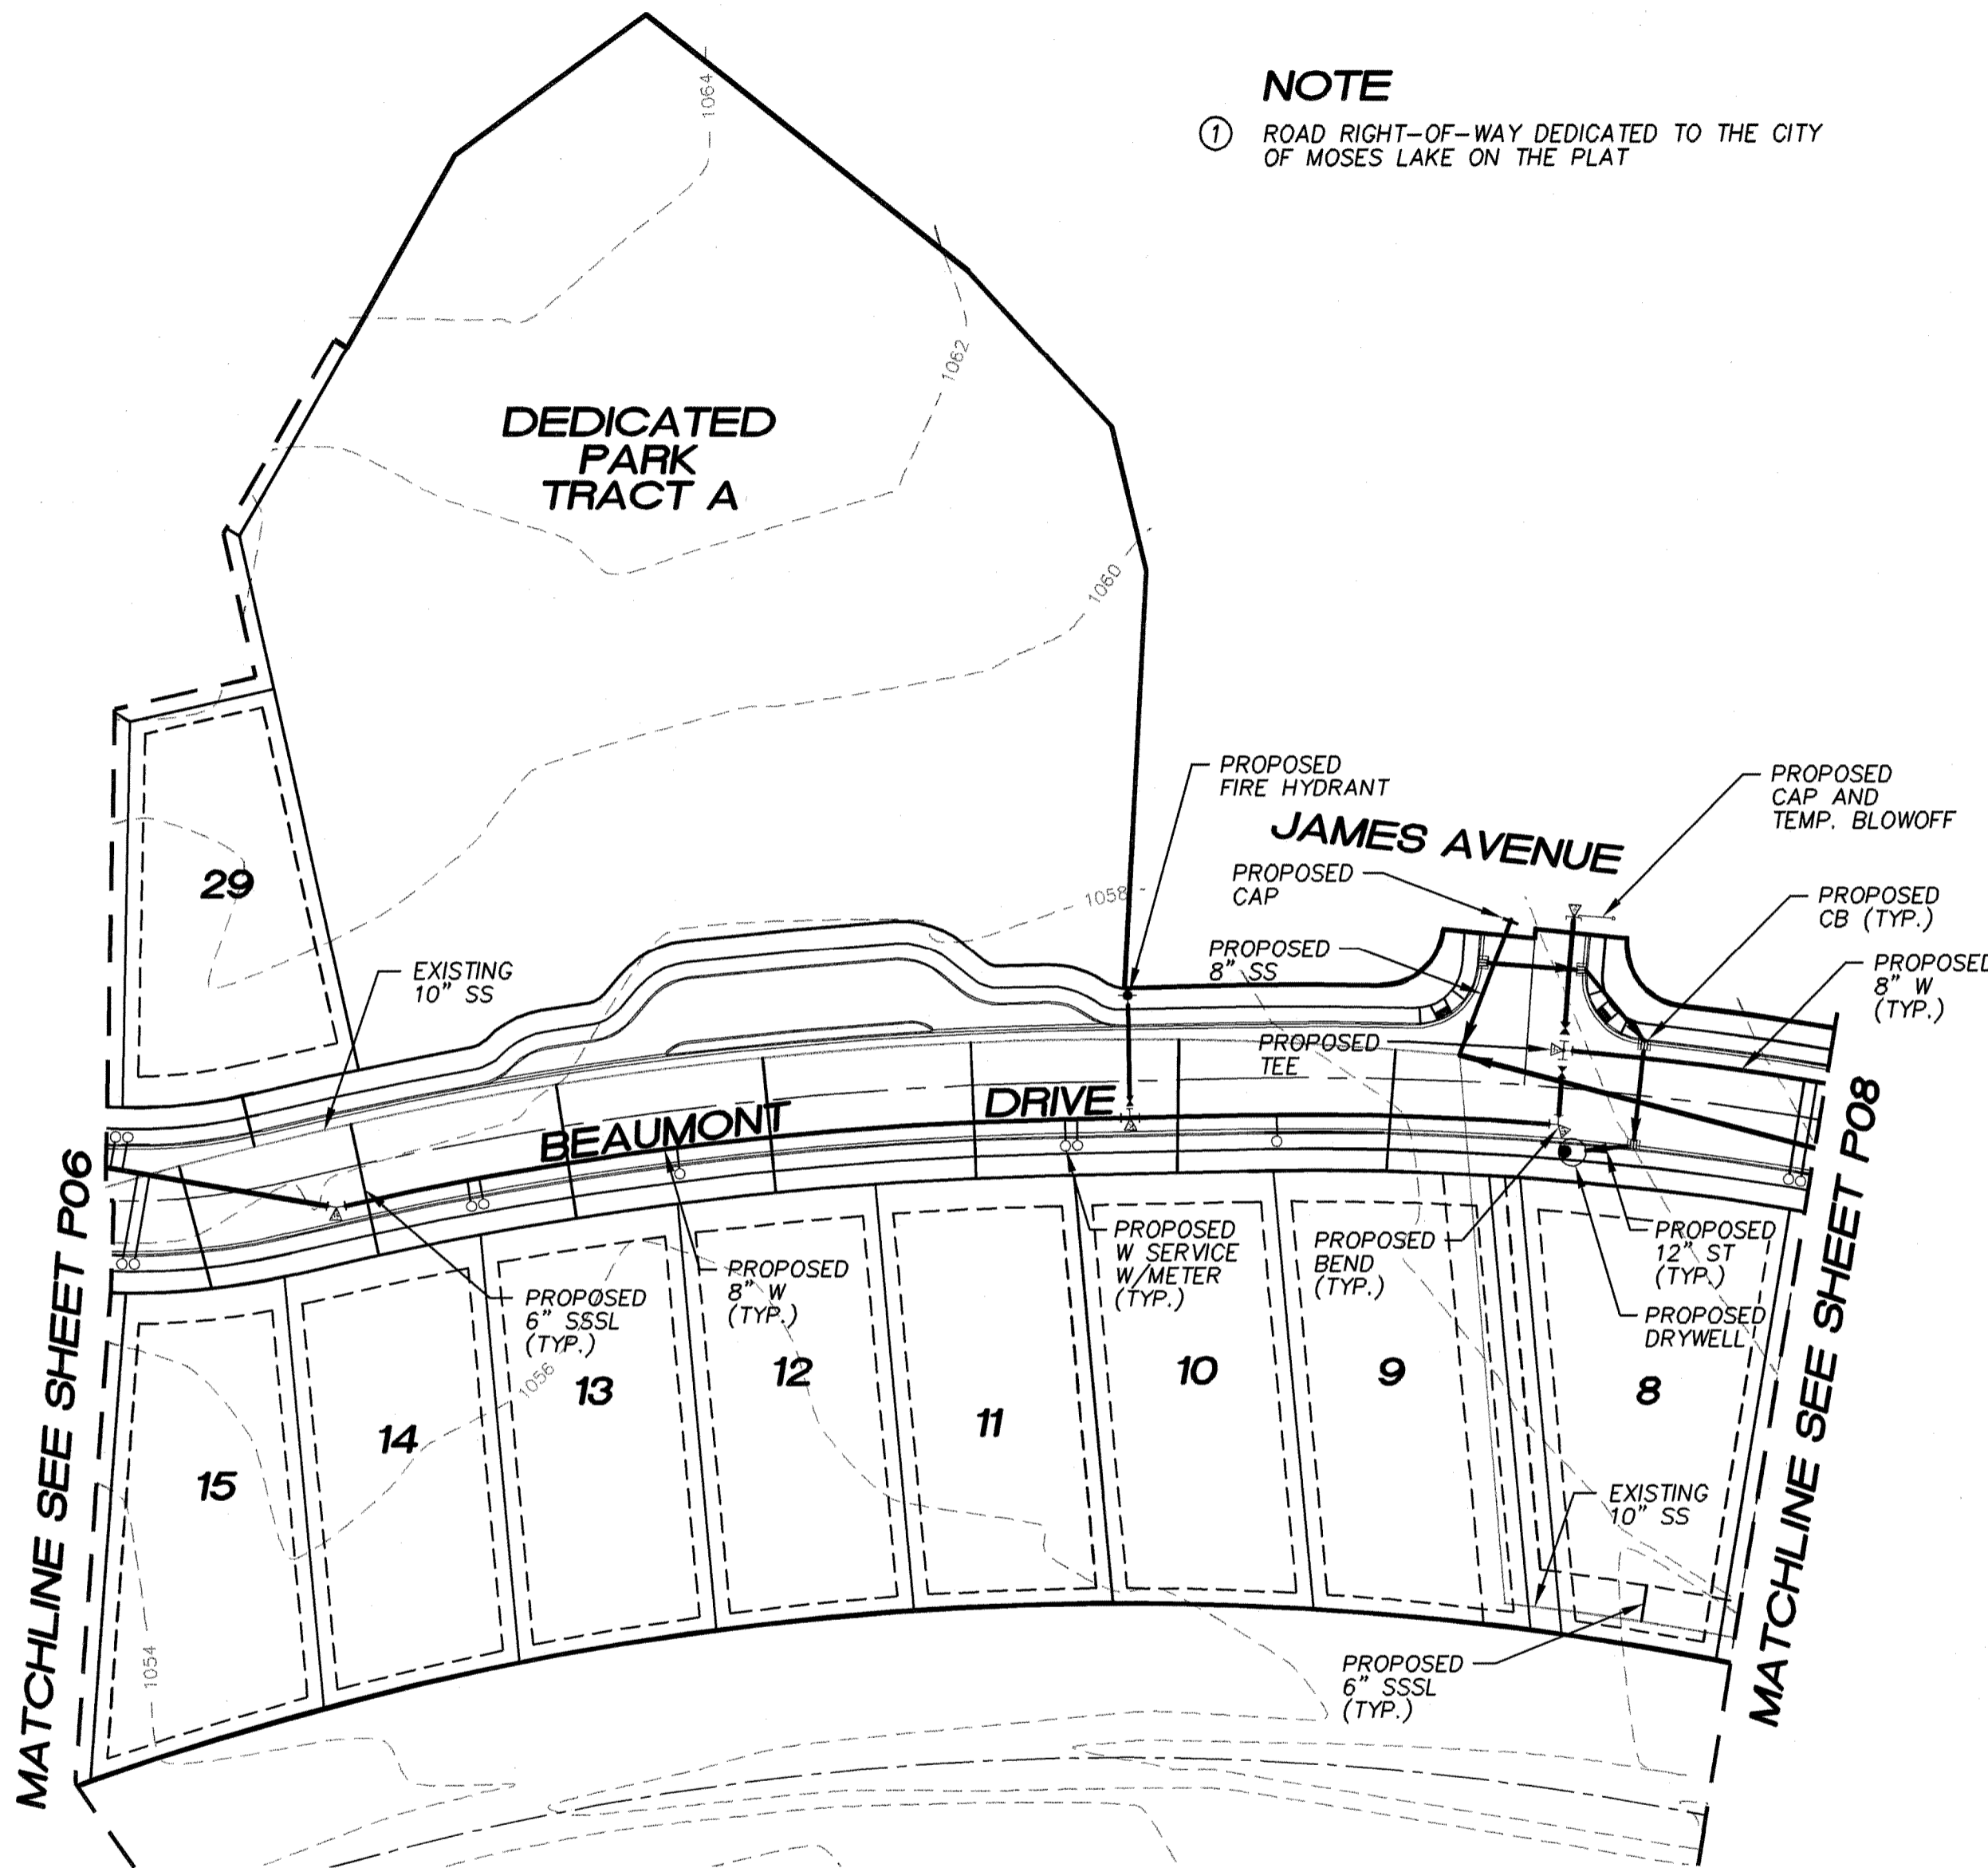 NOTE
1 ROAD RIGHT-OF-WAY DEDICATED TO THE CITY
OF MOSES LAKE ON THE PLAT
1064
1062
DEDICATED
PARK
TRACT A
1060
PROPOSED
FIRE HYDRANT
PROPOSED
CAP AND
TEMP. BLOWOFF
JAMES AVENUE
PROPOSED
CAP
PROPOSED
CB (TYP.)
29
1058
PROPOSED
8" SS
PROPOSED
8" W
(TYP.)
EXISTING
10" SS
PROPOSED
TEE
BEAUMONT DRIVE
MATCHLINE SEE SHEET P06
MATCHLINE SEE SHEET P08
PROPOSED
6" SSSL
(TYP.)
PROPOSED
8" W
(TYP.)
PROPOSED
W SERVICE
W/METER
(TYP.)
PROPOSED
BEND
(TYP.)
PROPOSED
12" ST
(TYP.)
PROPOSED
DRYWELL
1056
15
14
13
12
11
10
9
8
EXISTING
10" SS
1054
PROPOSED
6" SSSL
(TYP.)